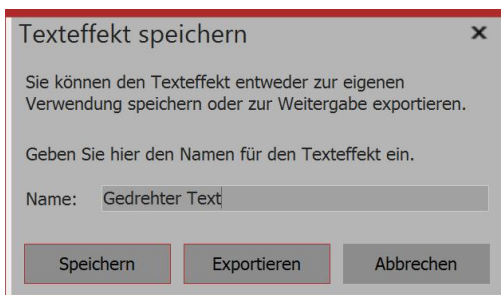 Texteffekt speichern
Sie können den Texteffekt entweder zur eigenen
Verwendung speichern oder zur Weitergabe exportieren.
Geben Sie hier den Namen für den Texteffekt ein.
Name: Gedrehter Text
Speichern Exportieren Abbrechen